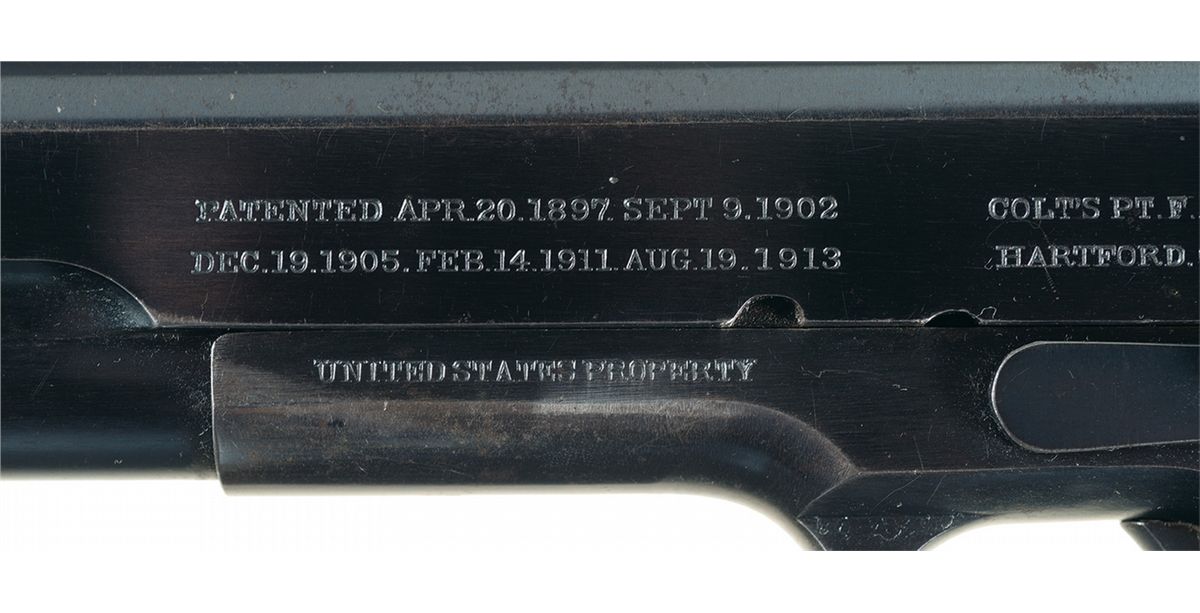 PATENTED APR.20.1897. SEPT 9.1902
DEC.19.1905. FEB.14.1911. AUG.19.1913
COLT'S PT. F.
HARTFORD.
UNITED STATES PROPERTY